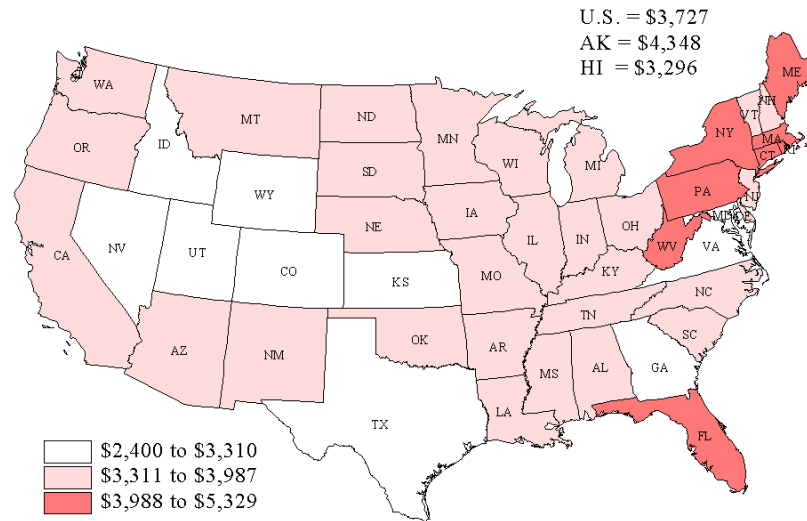 U.S. = $3,727
AK = $4,348
HI = $3,296
WA
ME
MT
ND
VT
NH
OR
MN
ID
NY
MA
WI
CT
RI
SD
MI
WY
PA
NJ
IA
NE
OH
MD
DE
NV
UT
IL
IN
WV
VA
CA
CO
KS
MO
KY
NC
TN
OK
AZ
NM
AR
SC
MS
AL
GA
LA
TX
FL
$2,400 to $3,310
$3,311 to $3,987
$3,988 to $5,329